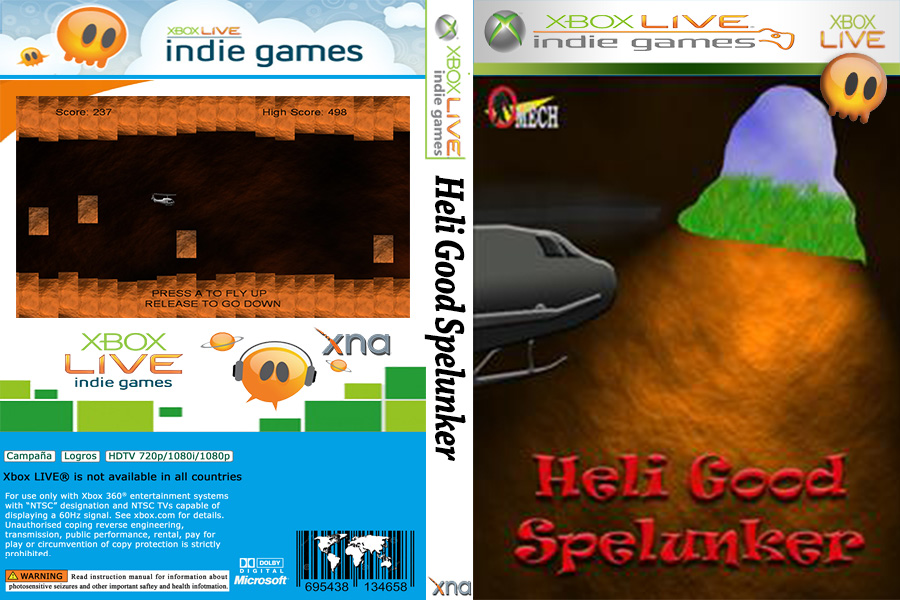 XBOX LIVE
indie games
Score: 237
High Score: 498
PRESS A TO FLY UP
RELEASE TO GO DOWN
XBOX
LIVE
indie games
xna
Campaña
Logros
HDTV 720p/1080i/1080p
Xbox LIVE® is not available in all countries
For use only with Xbox 360® entertainment systems
with “NTSC” designation and NTSC TVs capable of
displaying a 60Hz signal. See xbox.com for details.
Unauthorised coping reverse engineering,
transmission, public performance, rental, pay for
play or circumvention of copy protection is strictly
prohibited.
WARNING Read instruction manual for information about
photosensitive seizures and other important saftey and health infotmation.
DOLBY
DIGITAL
Microsoft
695438 134658
XBOX LIVE
indie games
Heli Good Spelunker
xna
XBOX LIVE
indie games
XBOX
LIVE
MECH
Heli Good
Spelunker